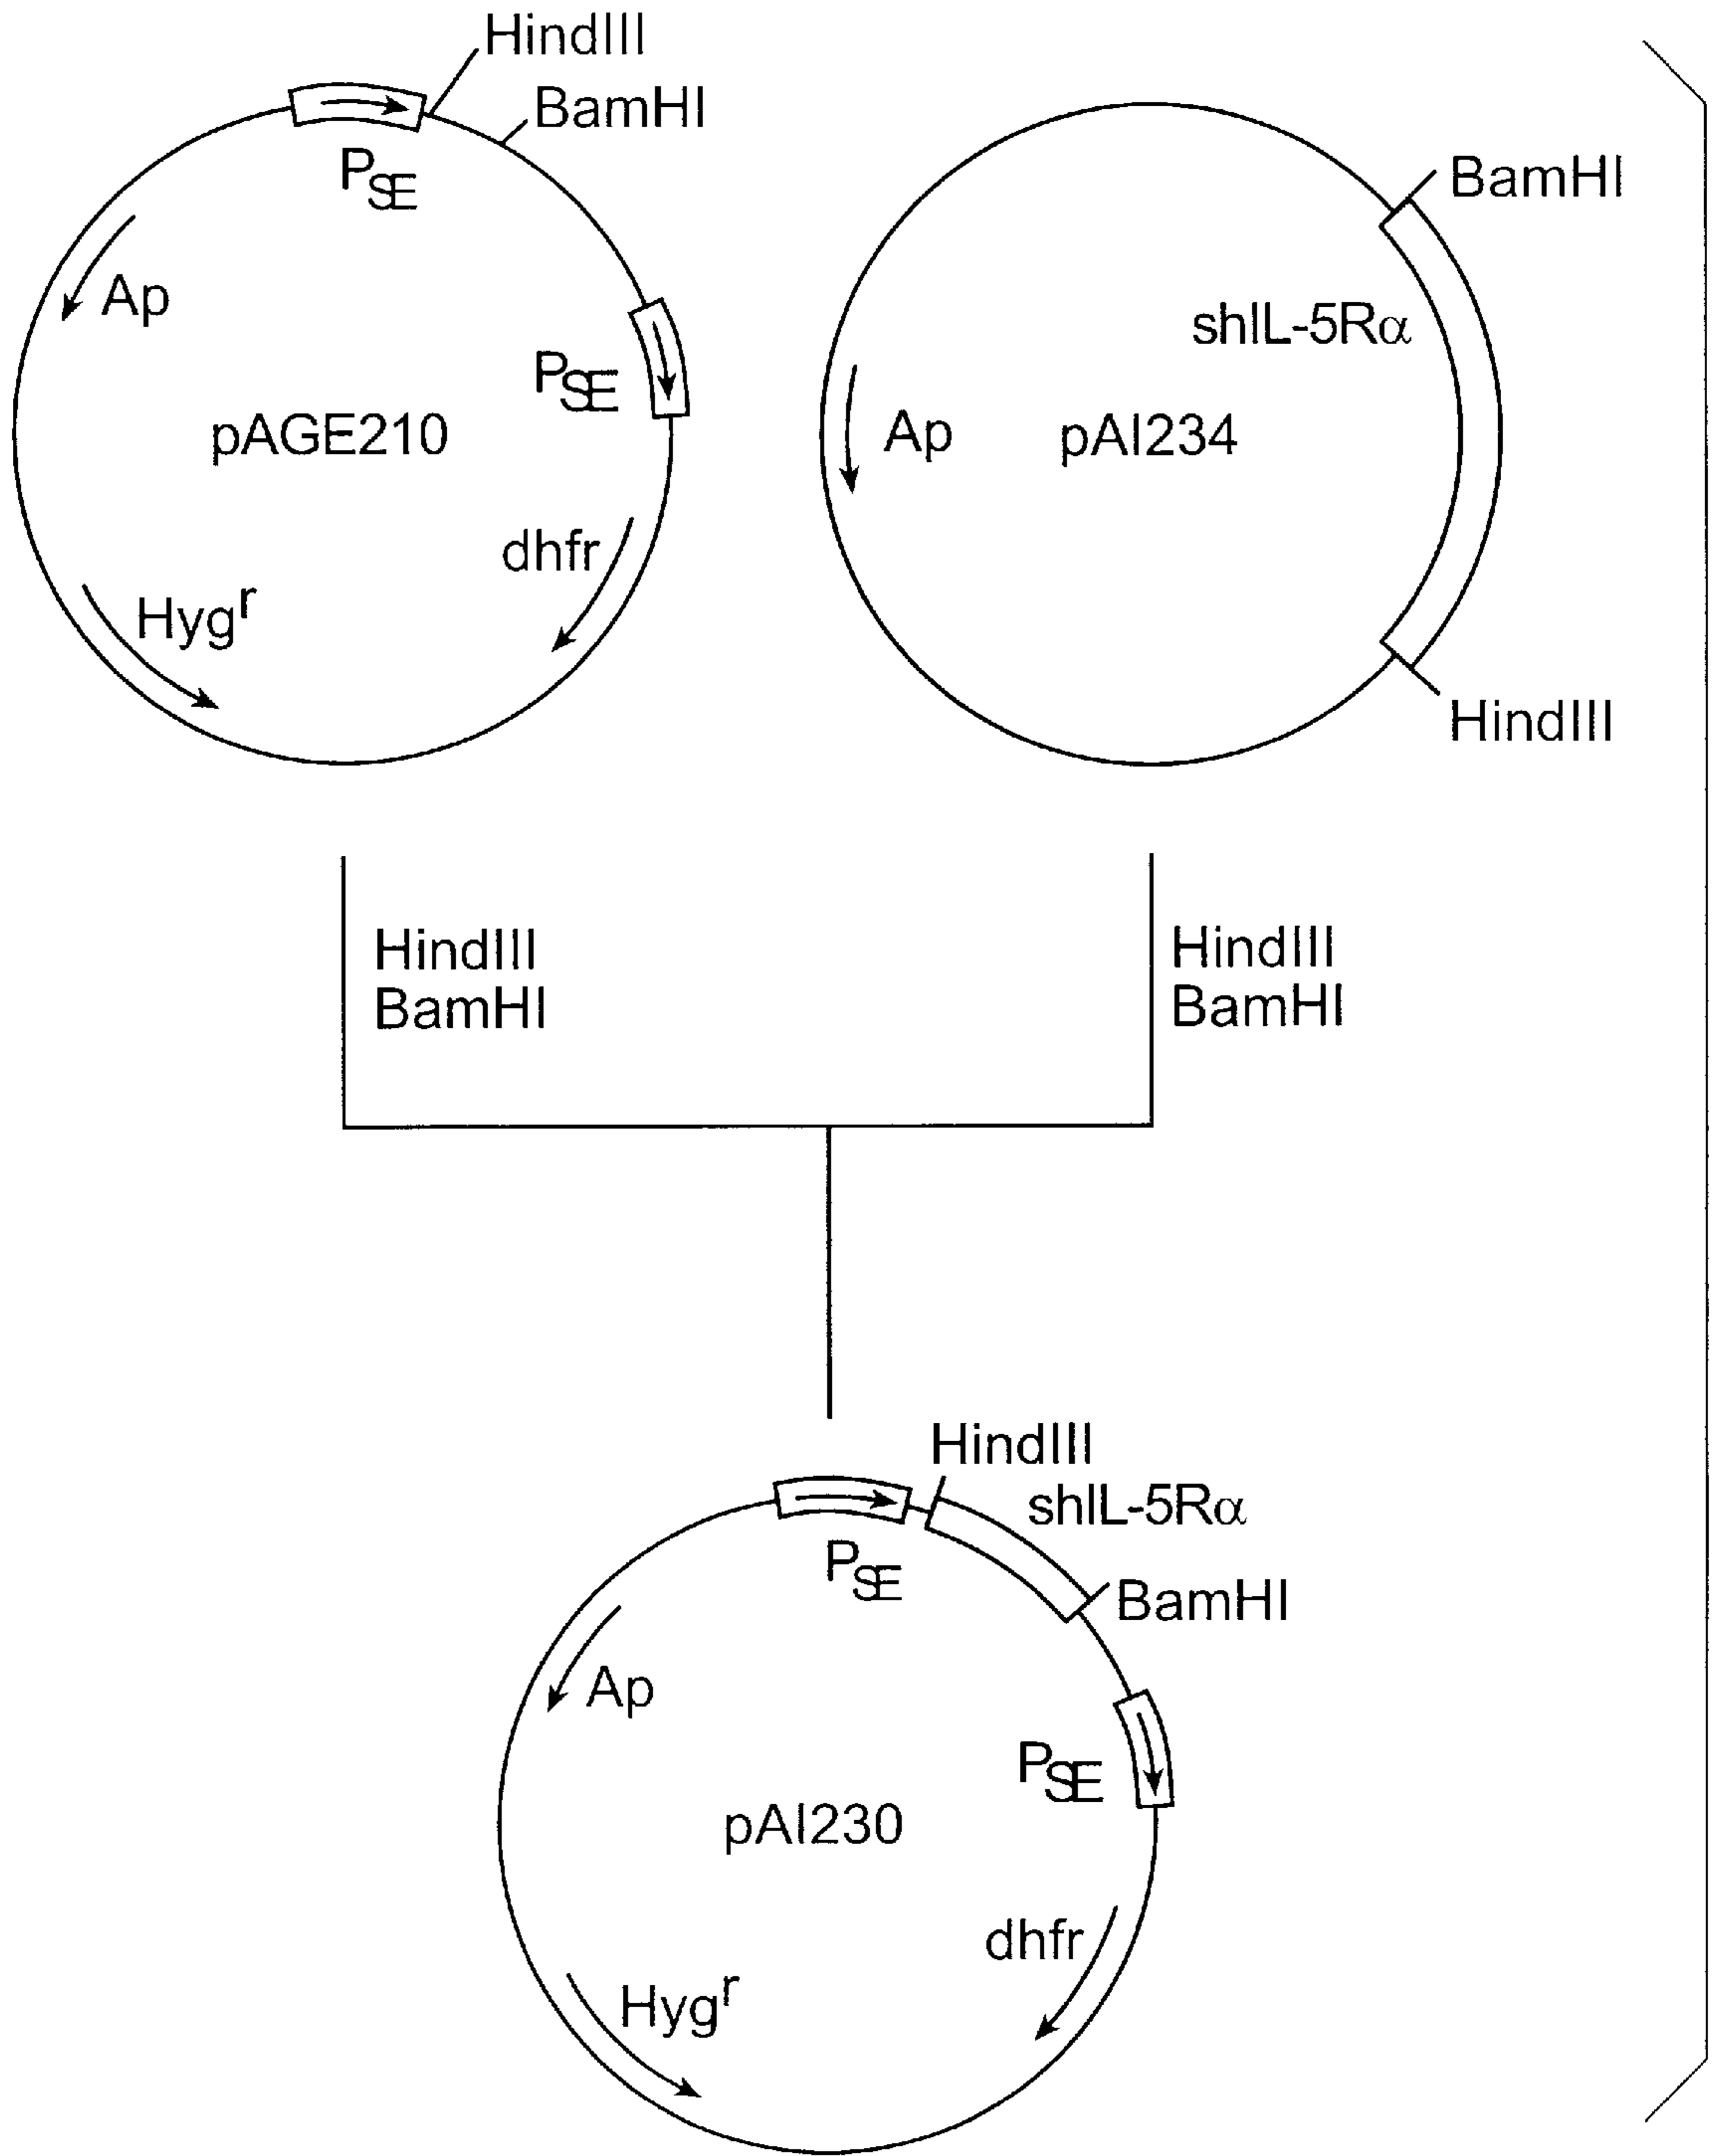 HindIII
BamHI
PSE
Ap
PSE
pAGE210
dhfr
Hygr
BamHI
shIL-5Rα
Ap
pAI234
HindIII
HindIII
BamHI
HindIII
BamHI
HindIII
shIL-5Rα
PSE
BamHI
Ap
PSE
pAI230
dhfr
Hygr